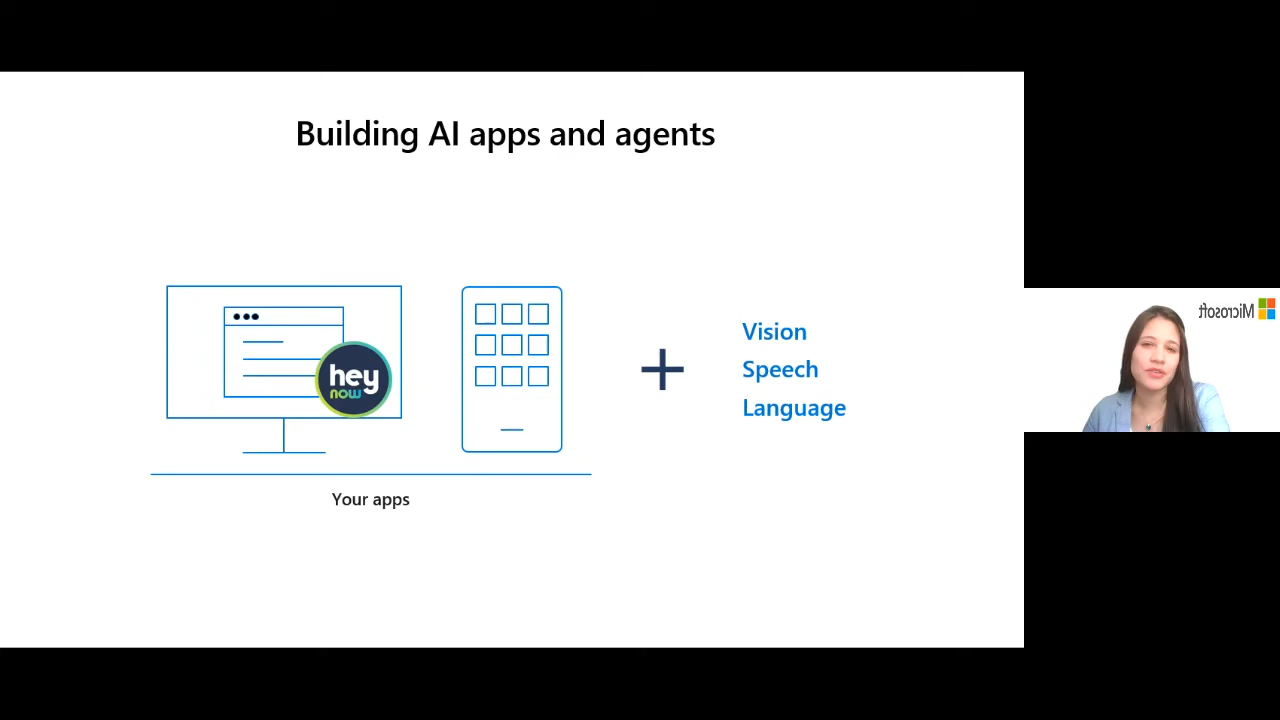 Building AI apps and agents
hey
now
Vision
Speech
Language
Your apps
Microsoft